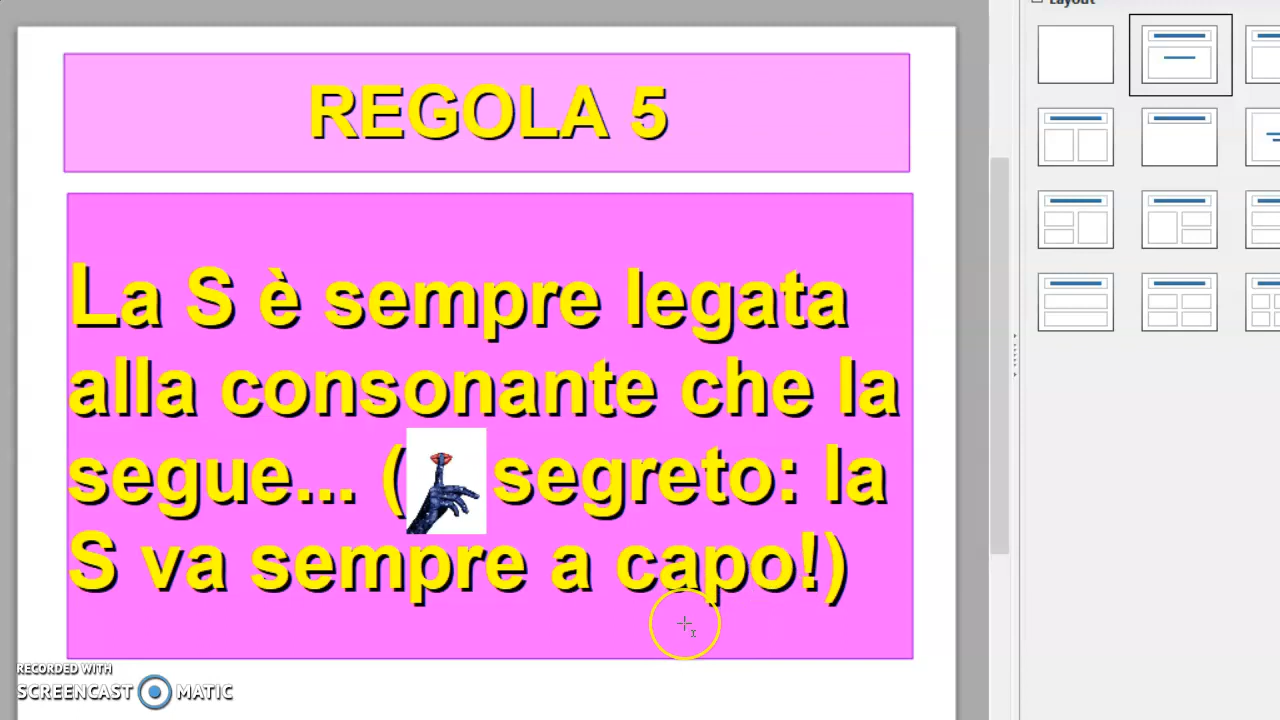 Layout
REGOLA 5
La S è sempre legata
alla consonante che la
segue... ( segreto: la
S va sempre a capo!)
RECORDED WITH
SCREENCAST MATIC